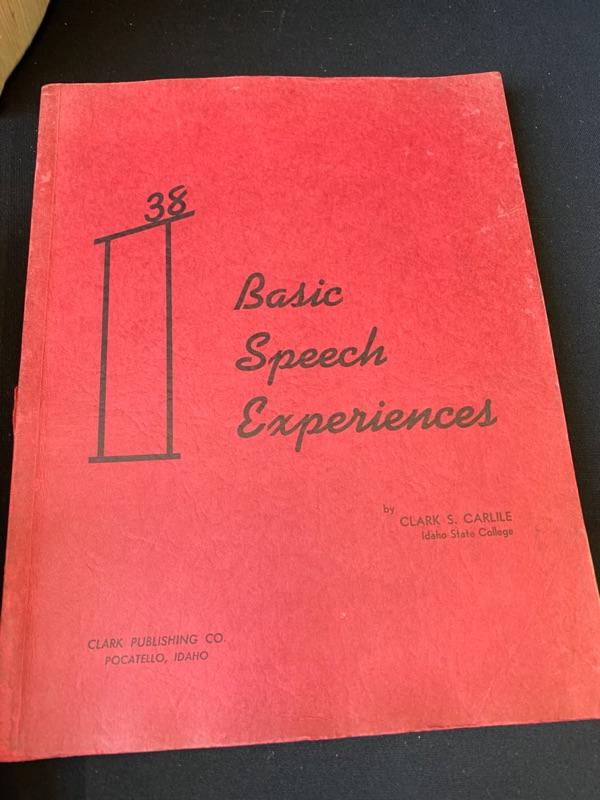 38
Basic
Speech
Experiences
by
CLARK S. CARLILE
Idaho State College
CLARK PUBLISHING CO.
POCATELLO, IDAHO